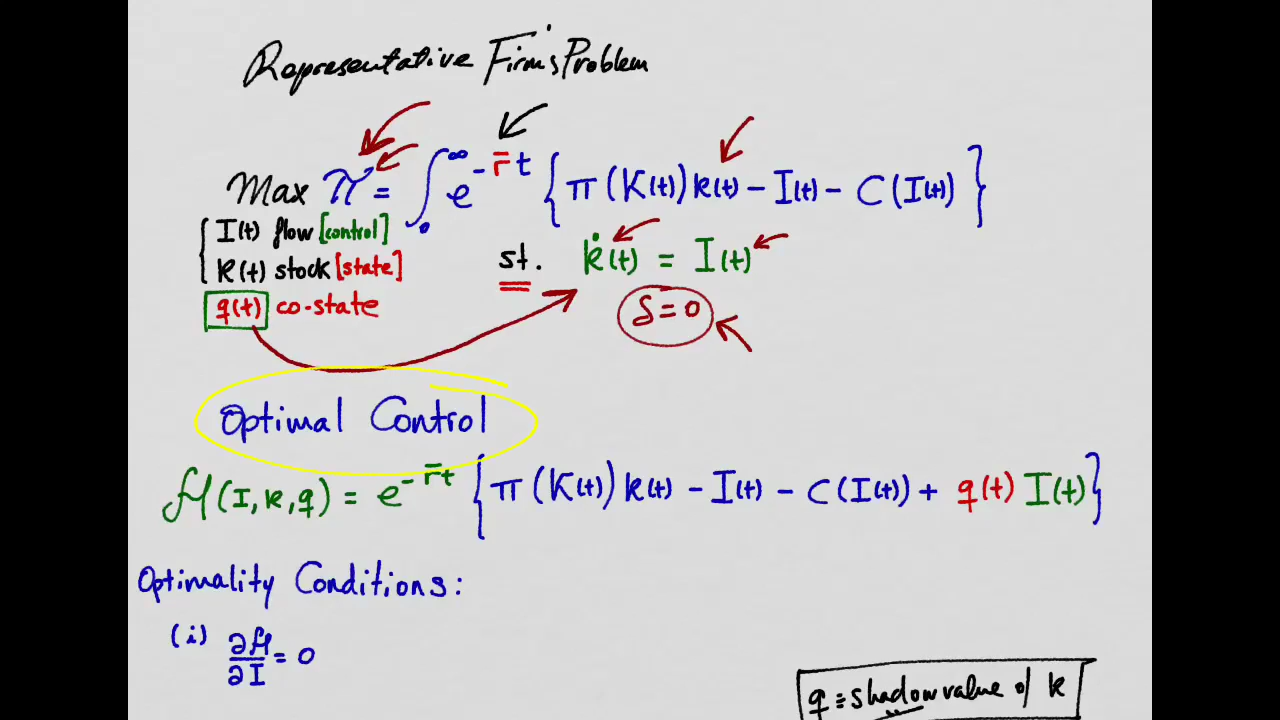 Representative Firm's Problem
Max π = ∫₀^∞ e^{-r̄t} { π(K(t)) k(t) - I(t) - C(I(t)) }
{ I(t) flow [control]
k(t) stock [state]
q(t) co-state
st. k̇(t) = I(t)
δ = 0
Optimal Control
ℋ(I, k, q) = e^{-r̄t} { π(K(t)) k(t) - I(t) - C(I(t)) + q(t) I(t) }
Optimality Conditions:
(i) ∂ℋ/∂I = 0
q ≡ shadow value of k